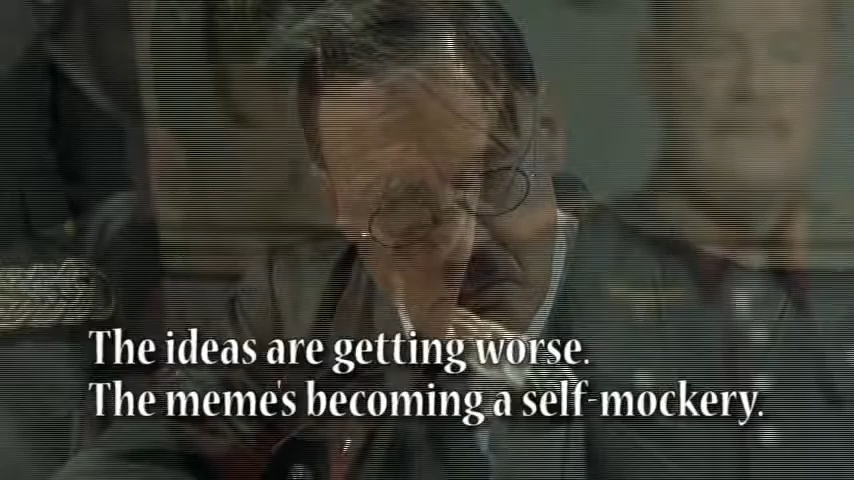 The ideas are getting worse.
The meme's becoming a self-mockery.